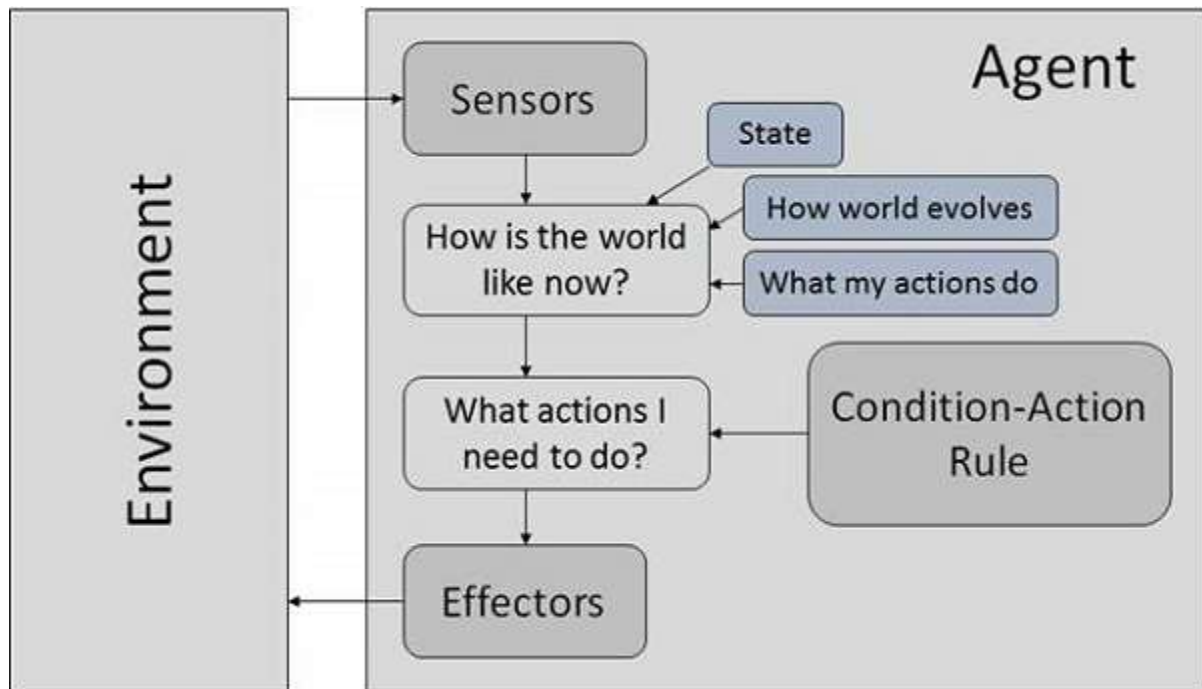 Environment
Agent
Sensors
State
How world evolves
How is the world
like now?
What my actions do
What actions I
need to do?
Condition-Action
Rule
Effectors